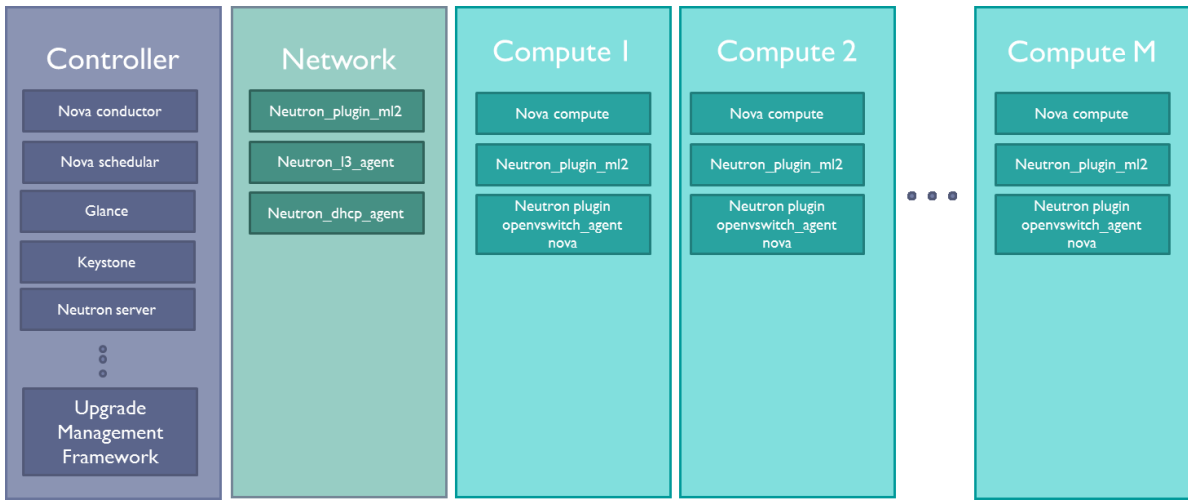 Controller
Nova conductor
Nova schedular
Glance
Keystone
Neutron server
Upgrade
Management
Framework
Network
Neutron_plugin_ml2
Neutron_l3_agent
Neutron_dhcp_agent
Compute 1
Nova compute
Neutron_plugin_ml2
Neutron plugin
openvswitch_agent
nova
Compute 2
Nova compute
Neutron_plugin_ml2
Neutron plugin
openvswitch_agent
nova
Compute M
Nova compute
Neutron_plugin_ml2
Neutron plugin
openvswitch_agent
nova